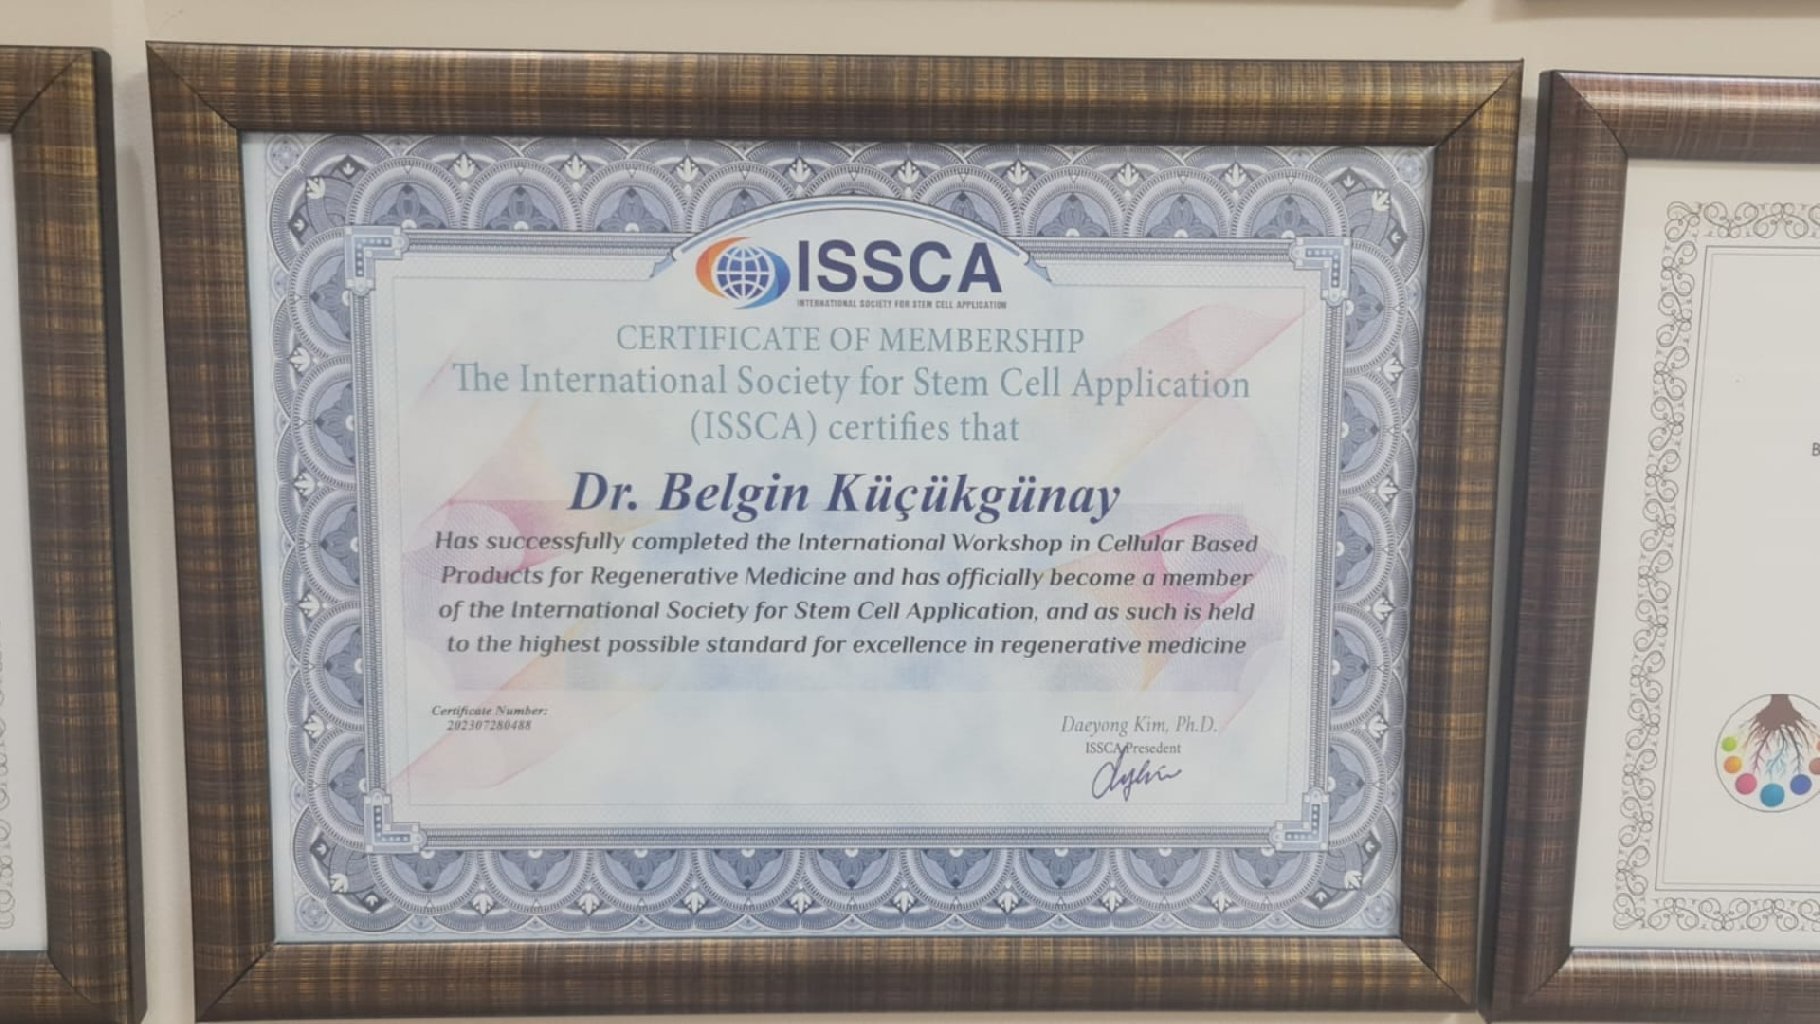 ISSCA
INTERNATIONAL SOCIETY FOR STEM CELL APPLICATION
CERTIFICATE OF MEMBERSHIP
The International Society for Stem Cell Application
(ISSCA) certifies that
Dr. Belgin Küçükgünay
Has successfully completed the International Workshop in Cellular Based
Products for Regenerative Medicine and has officially become a member
of the International Society for Stem Cell Application, and as such is held
to the highest possible standard for excellence in regenerative medicine
Certificate Number:
202307280488
Daeyong Kim, Ph.D.
ISSCA Presedent
B